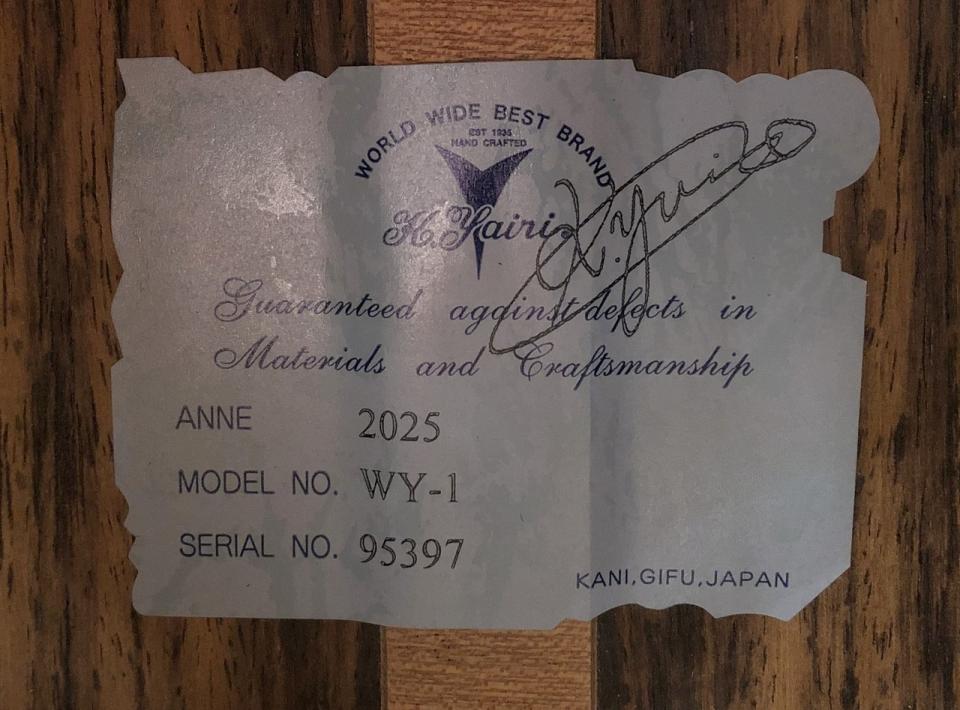 WORLD WIDE BEST BRAND
EST 1935
HAND CRAFTED
K.Yairi
K.Yairi
Guaranteed against defects in
Materials and Craftsmanship
ANNE 2025
MODEL NO. WY-1
SERIAL NO. 95397
KANI,GIFU,JAPAN